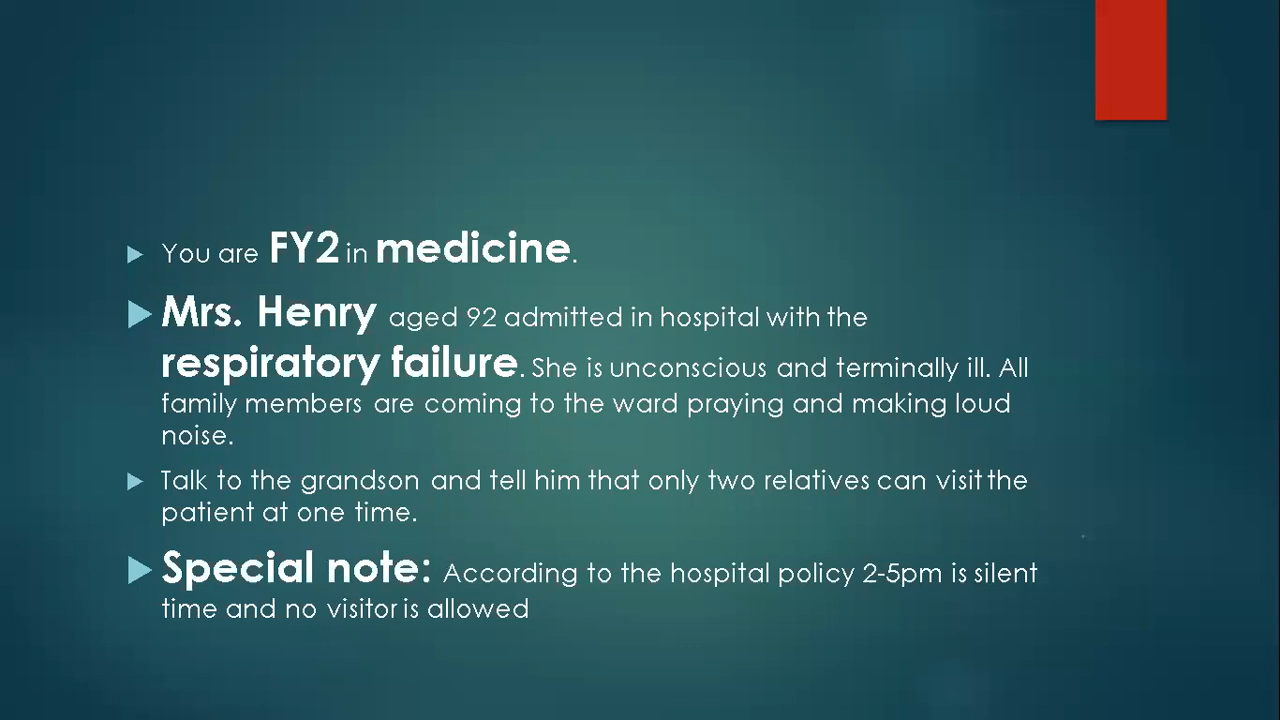 You are FY2 in medicine.
Mrs. Henry aged 92 admitted in hospital with the
respiratory failure. She is unconscious and terminally ill. All
family members are coming to the ward praying and making loud
noise.
Talk to the grandson and tell him that only two relatives can visit the
patient at one time.
Special note: According to the hospital policy 2-5pm is silent
time and no visitor is allowed